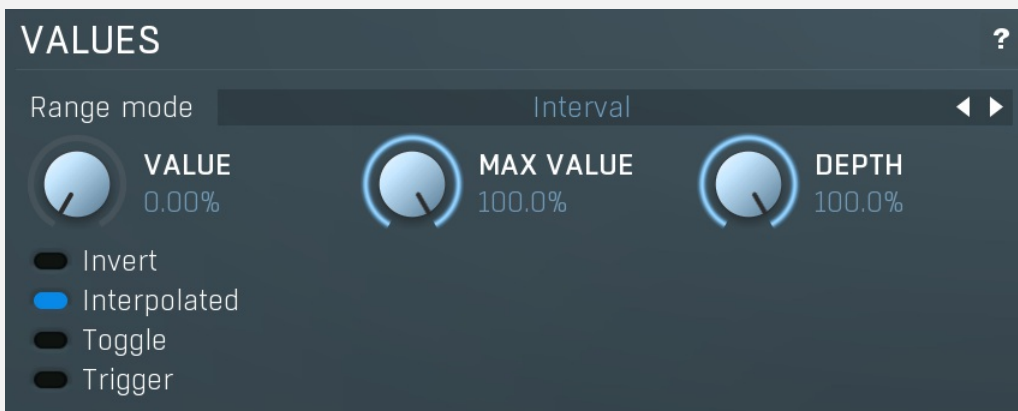 VALUES ?
Range mode Interval
VALUE MAX VALUE DEPTH
0.00% 100.0% 100.0%
Invert
Interpolated
Toggle
Trigger